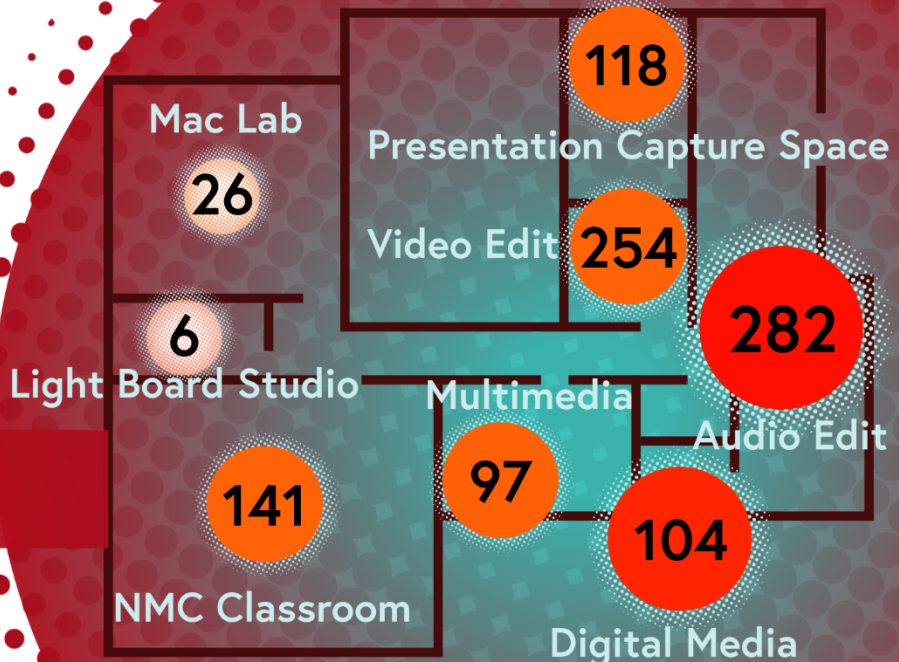 118
Mac Lab
Presentation Capture Space
26
Video Edit
254
282
6
Light Board Studio
Multimedia
Audio Edit
97
141
104
NMC Classroom
Digital Media